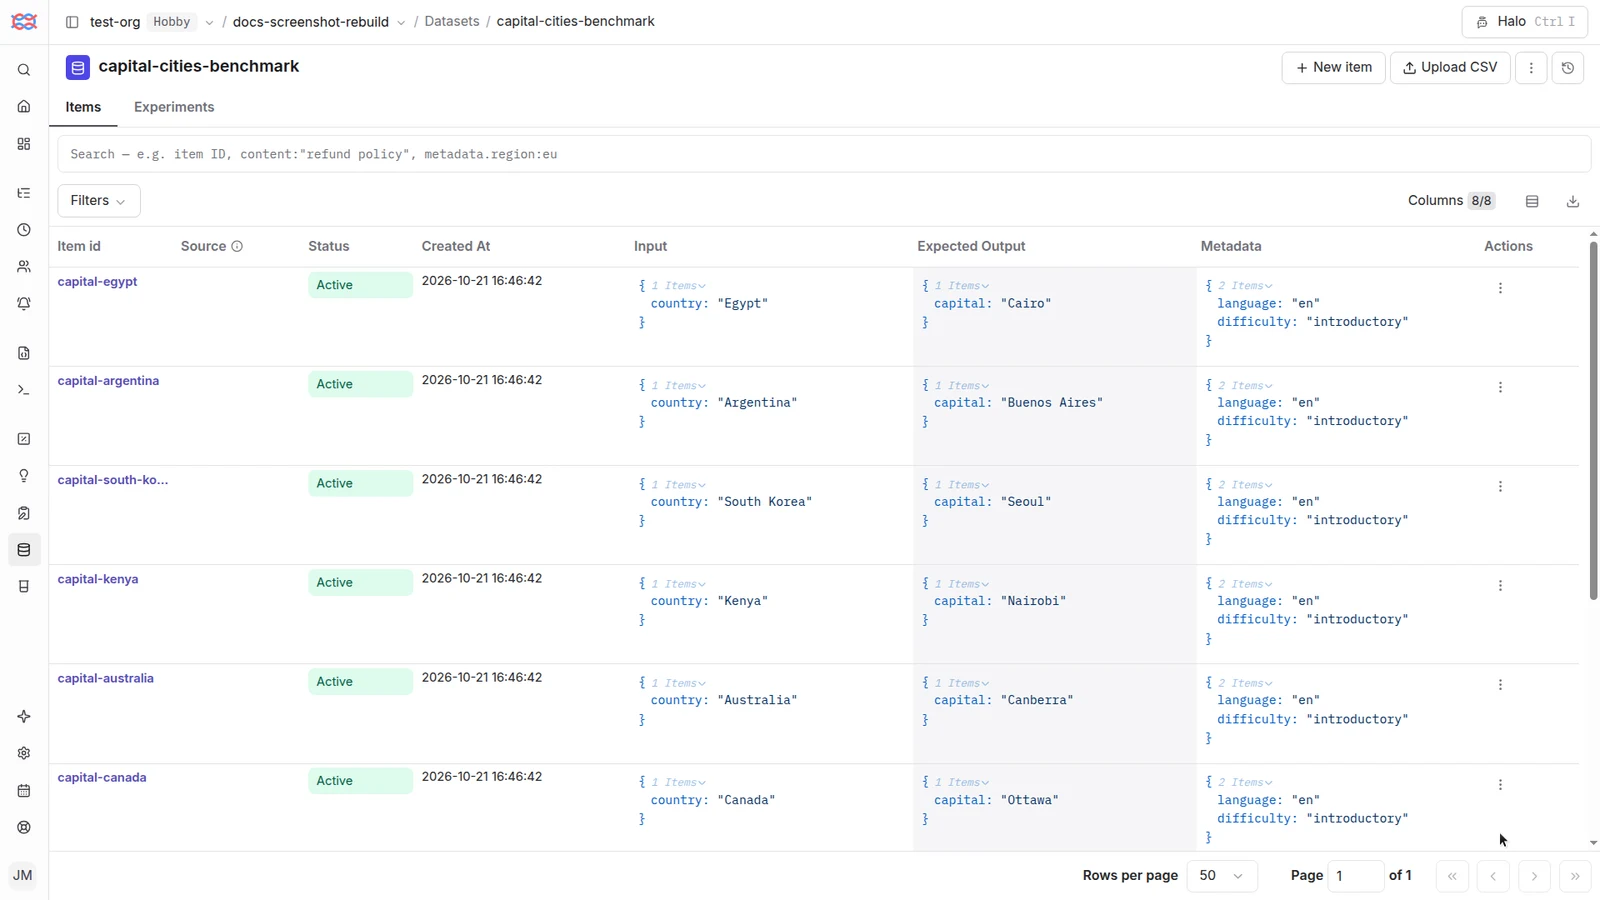 test-org Hobby / docs-screenshot-rebuild / Datasets / capital-cities-benchmark
Halo Ctrl I
capital-cities-benchmark
New item
Upload CSV
Items
Experiments
Search — e.g. item ID, content:"refund policy", metadata.region:eu
Filters
Columns 8/8
Item id Source Status Created At Input Expected Output Metadata Actions
capital-egypt Active 2026-10-21 16:46:42
{ 1 Items
country: "Egypt"
}
{ 1 Items
capital: "Cairo"
}
{ 2 Items
language: "en"
difficulty: "introductory"
}
capital-argentina Active 2026-10-21 16:46:42
{ 1 Items
country: "Argentina"
}
{ 1 Items
capital: "Buenos Aires"
}
{ 2 Items
language: "en"
difficulty: "introductory"
}
capital-south-ko... Active 2026-10-21 16:46:42
{ 1 Items
country: "South Korea"
}
{ 1 Items
capital: "Seoul"
}
{ 2 Items
language: "en"
difficulty: "introductory"
}
capital-kenya Active 2026-10-21 16:46:42
{ 1 Items
country: "Kenya"
}
{ 1 Items
capital: "Nairobi"
}
{ 2 Items
language: "en"
difficulty: "introductory"
}
capital-australia Active 2026-10-21 16:46:42
{ 1 Items
country: "Australia"
}
{ 1 Items
capital: "Canberra"
}
{ 2 Items
language: "en"
difficulty: "introductory"
}
capital-canada Active 2026-10-21 16:46:42
{ 1 Items
country: "Canada"
}
{ 1 Items
capital: "Ottawa"
}
{ 2 Items
language: "en"
difficulty: "introductory"
}
JM
Rows per page 50 Page 1 of 1